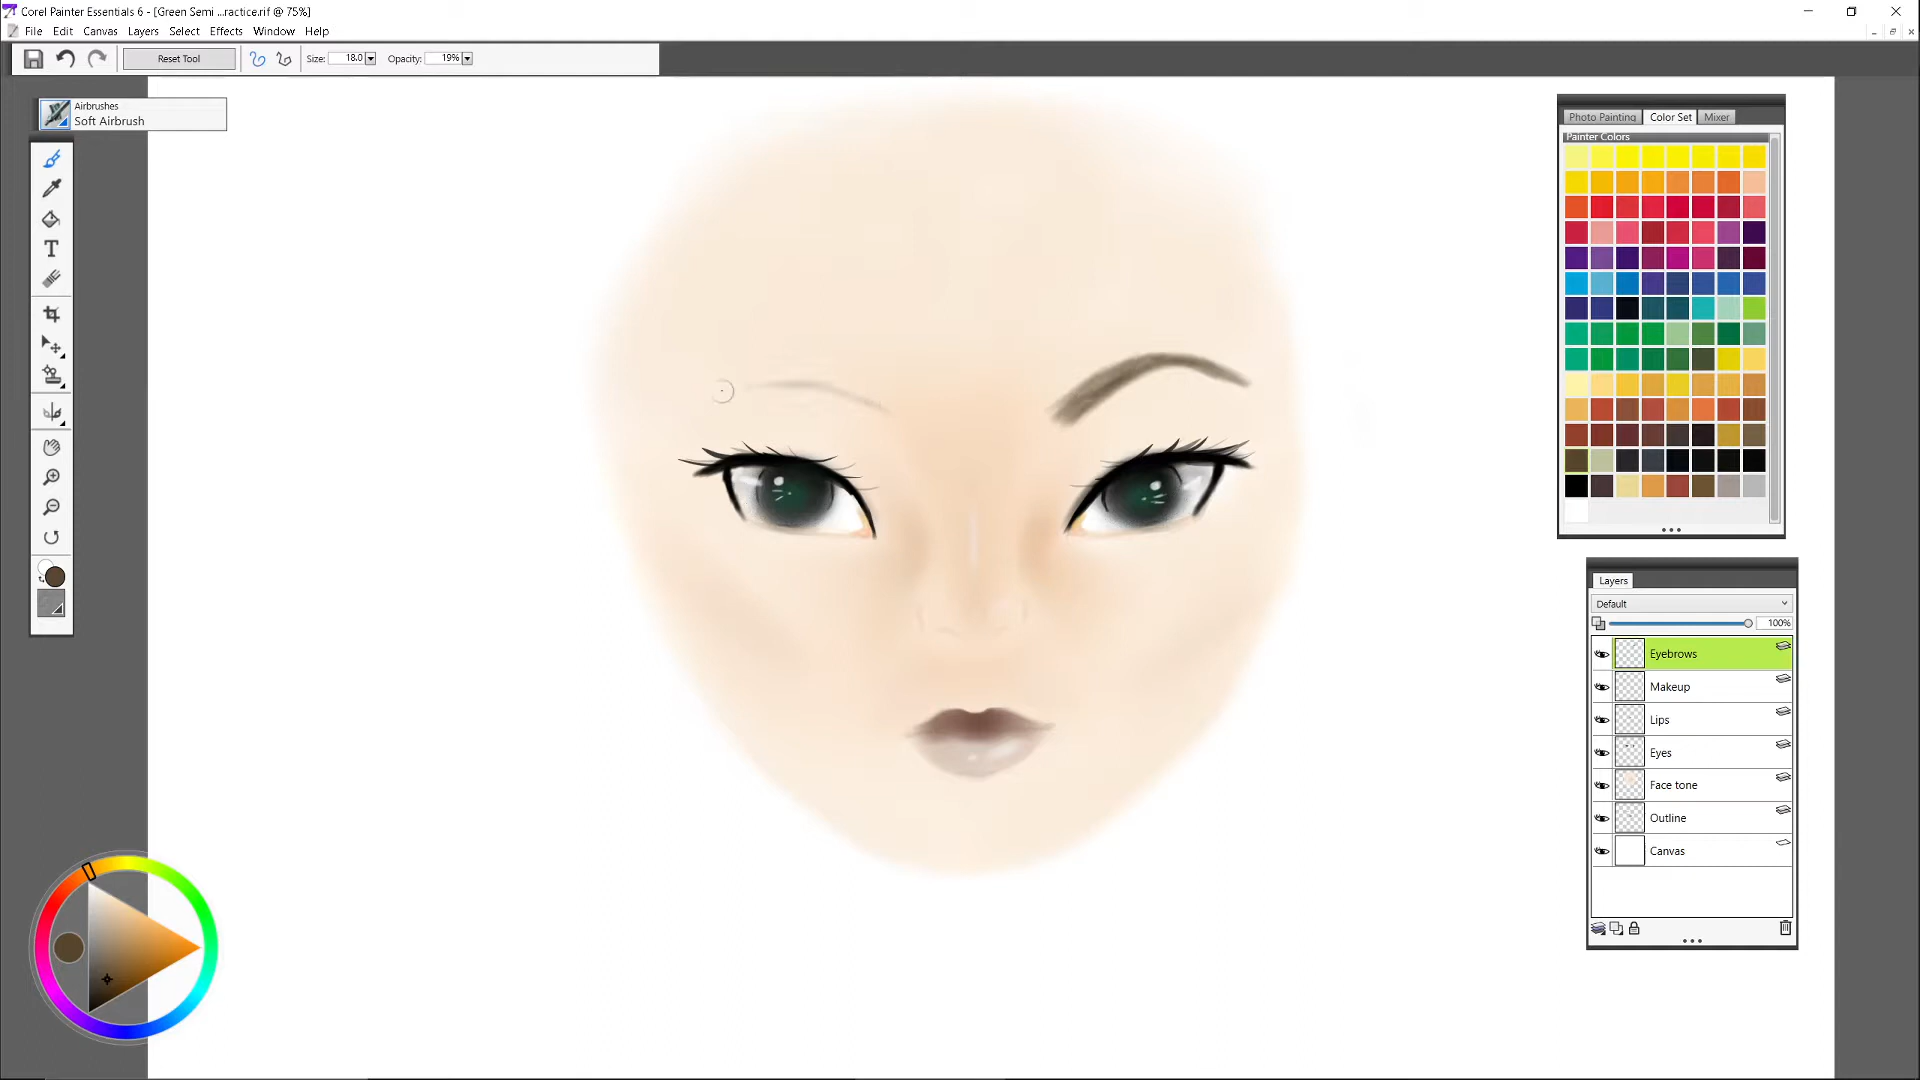 Corel Painter Essentials 6 - [Green Semi ...ractice.rif @ 75%]
File Edit Canvas Layers Select Effects Window Help
Reset Tool Size: 18.0 Opacity: 19%
Airbrushes
Soft Airbrush
Photo Painting Color Set Mixer
Painter Colors
T
Layers
Default
100%
Eyebrows
Makeup
Lips
Eyes
Face tone
Outline
Canvas